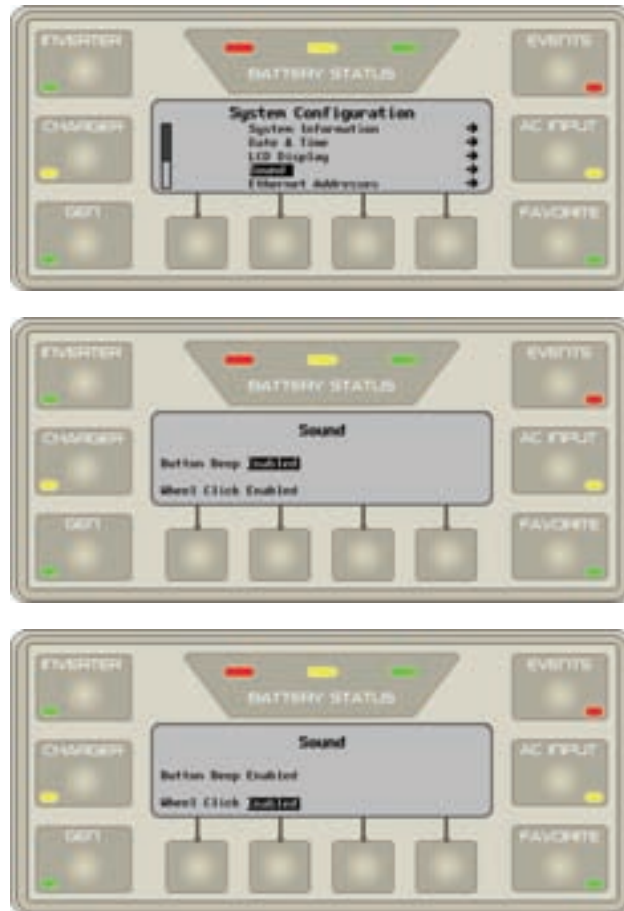 INVERTER
EVENTS
BATTERY STATUS
CHARGER
AC INPUT
System Configuration
System Information
Date & Time
LCD Display
Sound
Ethernet Addresses
GEN
FAVORITE
INVERTER
EVENTS
BATTERY STATUS
CHARGER
AC INPUT
Sound
Button Beep Enabled
Wheel Click Enabled
GEN
FAVORITE
INVERTER
EVENTS
BATTERY STATUS
CHARGER
AC INPUT
Sound
Button Beep Enabled
Wheel Click Enabled
GEN
FAVORITE